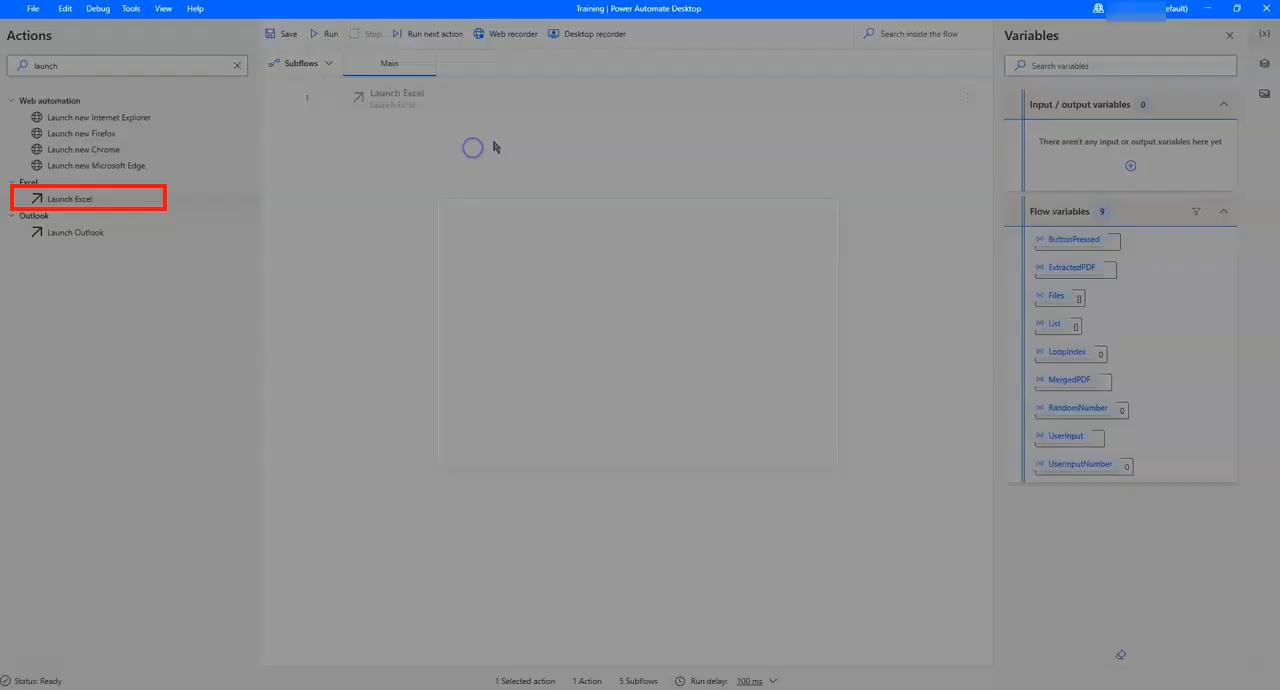 File Edit Debug Tools View Help
Training | Power Automate Desktop
efault)
Actions
launch
Web automation
Launch new Internet Explorer
Launch new Firefox
Launch new Chrome
Launch new Microsoft Edge
Excel
Launch Excel
Outlook
Launch Outlook
Save Run Stop Run next action Web recorder Desktop recorder
Search inside the flow
Subflows
Main
1
Launch Excel
Launch Excel
Variables
{x}
Search variables
Input / output variables 0
There aren't any input or output variables here yet
Flow variables 9
(x) ButtonPressed
(x) ExtractedPDF
(x) Files []
(x) List []
(x) LoopIndex 0
(x) MergedPDF
(x) RandomNumber 0
(x) UserInput
(x) UserInputNumber 0
Status: Ready
1 Selected action 1 Action 5 Subflows Run delay: 100 ms